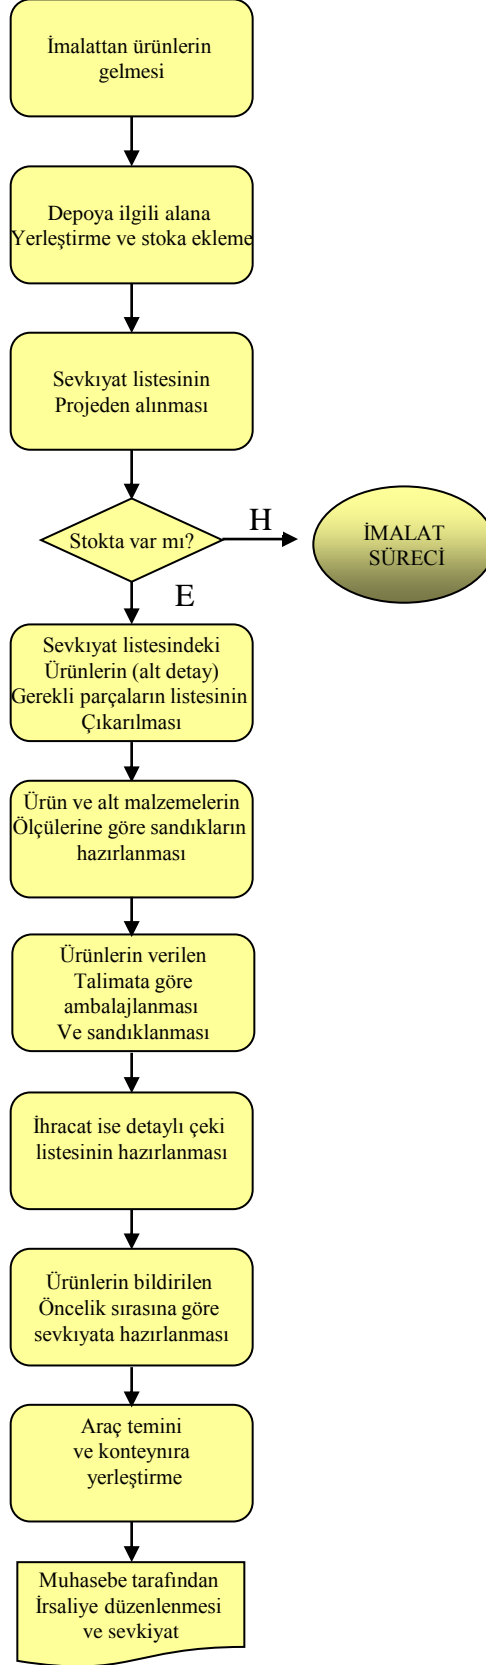 İmalattan ürünlerin
gelmesi
Depoya ilgili alana
Yerleştirme ve stoka ekleme
Sevkıyat listesinin
Projeden alınması
Stokta var mı?
H
İMALAT
SÜRECİ
E
Sevkıyat listesindeki
Ürünlerin (alt detay)
Gerekli parçaların listesinin
Çıkarılması
Ürün ve alt malzemelerin
Ölçülerine göre sandıkların
hazırlanması
Ürünlerin verilen
Talimata göre
ambalajlanması
Ve sandıklanması
İhracat ise detaylı çeki
listesinin hazırlanması
Ürünlerin bildirilen
Öncelik sırasına göre
sevkıyata hazırlanması
Araç temini
ve konteynıra
yerleştirme
Muhasebe tarafından
İrsaliye düzenlenmesi
ve sevkiyat